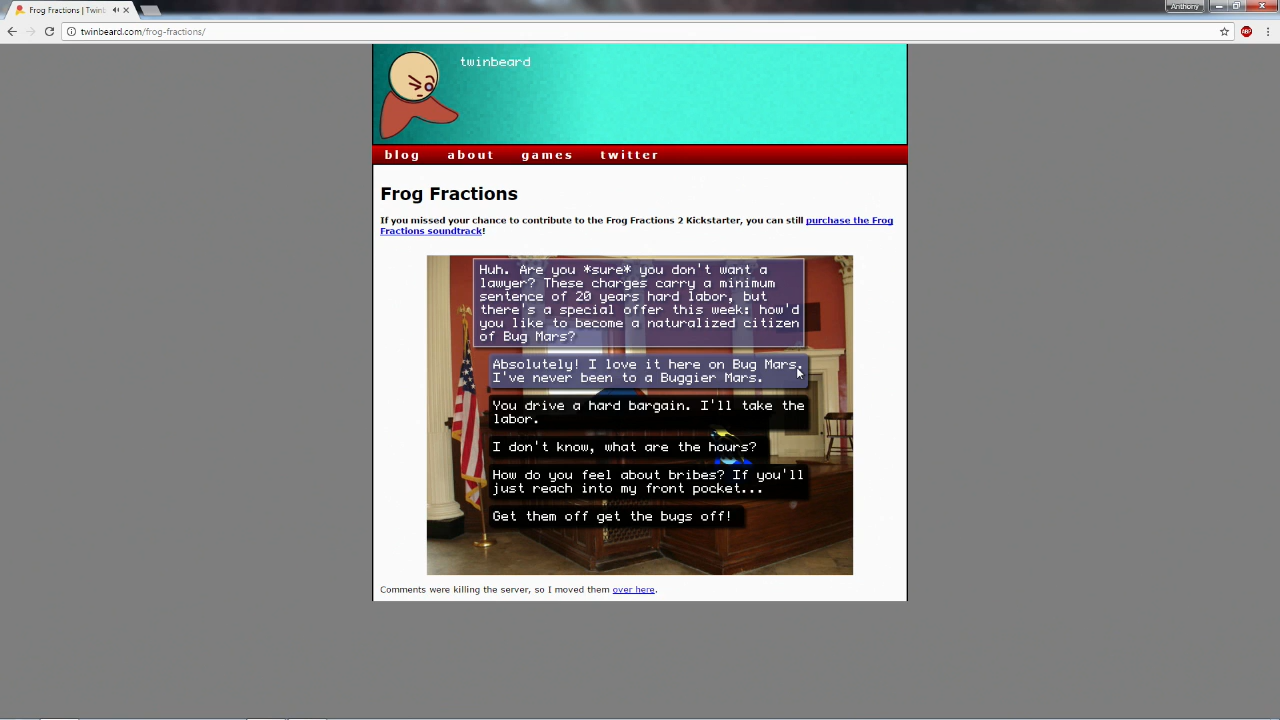 Frog Fractions | Twinb
Anthony
twinbeard.com/frog-fractions/
ABP
twinbeard
blog about games twitter
Frog Fractions
If you missed your chance to contribute to the Frog Fractions 2 Kickstarter, you can still purchase the Frog
Fractions soundtrack!
Huh. Are you *sure* you don't want a
lawyer? These charges carry a minimum
sentence of 20 years hard labor, but
there's a special offer this week: how'd
you like to become a naturalized citizen
of Bug Mars?
Absolutely! I love it here on Bug Mars.
I've never been to a Buggier Mars.
You drive a hard bargain. I'll take the
labor.
I don't know, what are the hours?
How do you feel about bribes? If you'll
just reach into my front pocket...
Get them off get the bugs off!
Comments were killing the server, so I moved them over here.